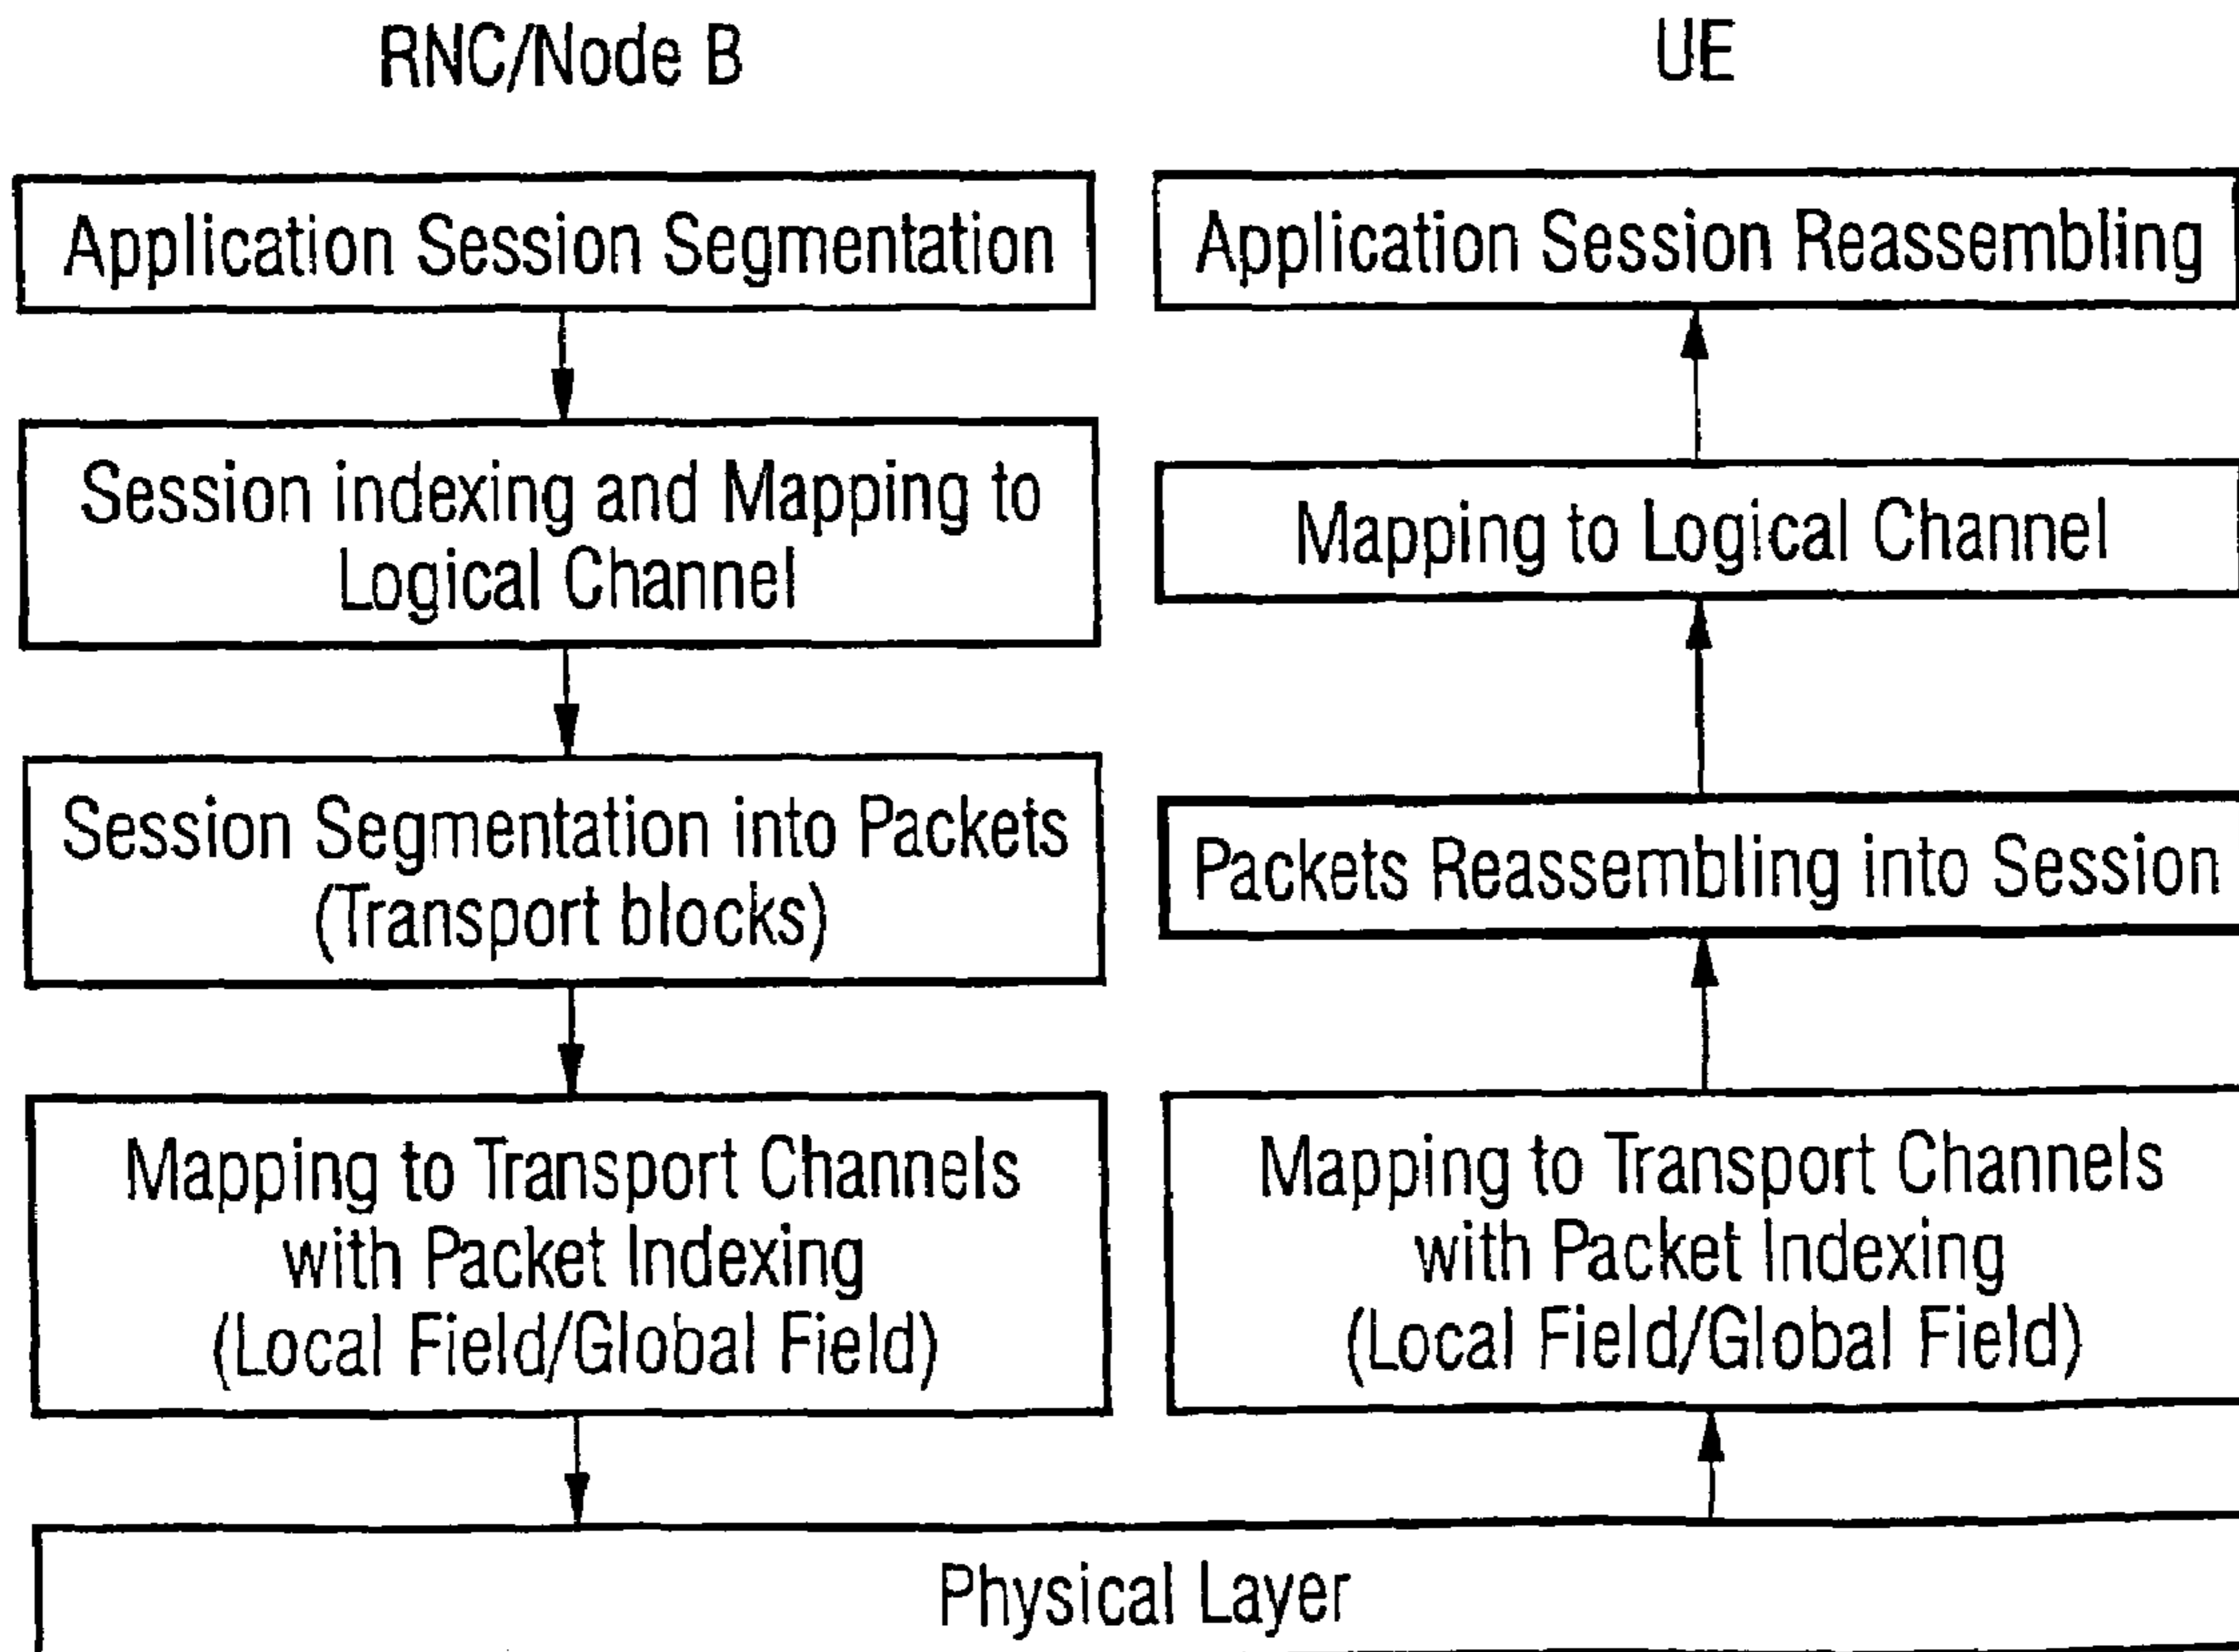 RNC/Node B
UE
Application Session Segmentation
Application Session Reassembling
Session indexing and Mapping to
Logical Channel
Mapping to Logical Channel
Session Segmentation into Packets
(Transport blocks)
Packets Reassembling into Session
Mapping to Transport Channels
with Packet Indexing
(Local Field/Global Field)
Mapping to Transport Channels
with Packet Indexing
(Local Field/Global Field)
Physical Layer